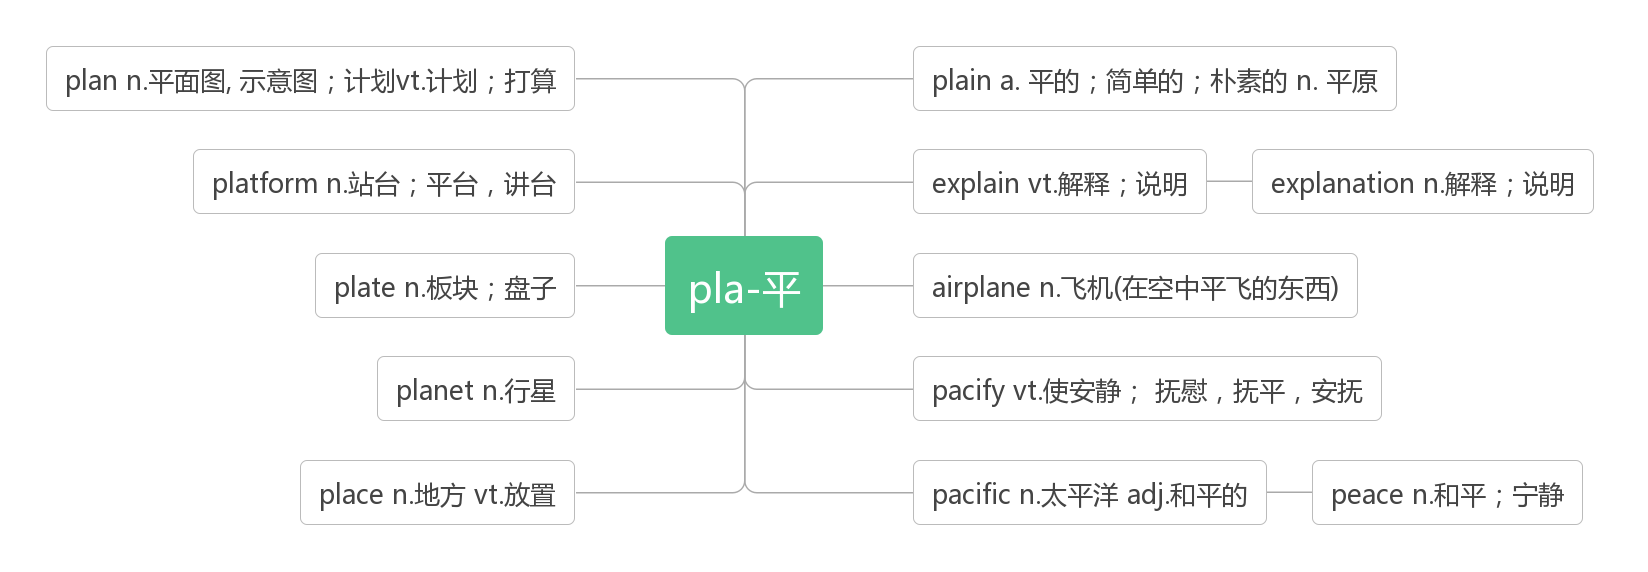 plan n.平面图, 示意图；计划vt.计划；打算
platform n.站台；平台，讲台
plate n.板块；盘子
planet n.行星
place n.地方 vt.放置
pla-平
plain a. 平的；简单的；朴素的 n. 平原
explain vt.解释；说明
explanation n.解释；说明
airplane n.飞机(在空中平飞的东西)
pacify vt.使安静； 抚慰，抚平，安抚
pacific n.太平洋 adj.和平的
peace n.和平；宁静